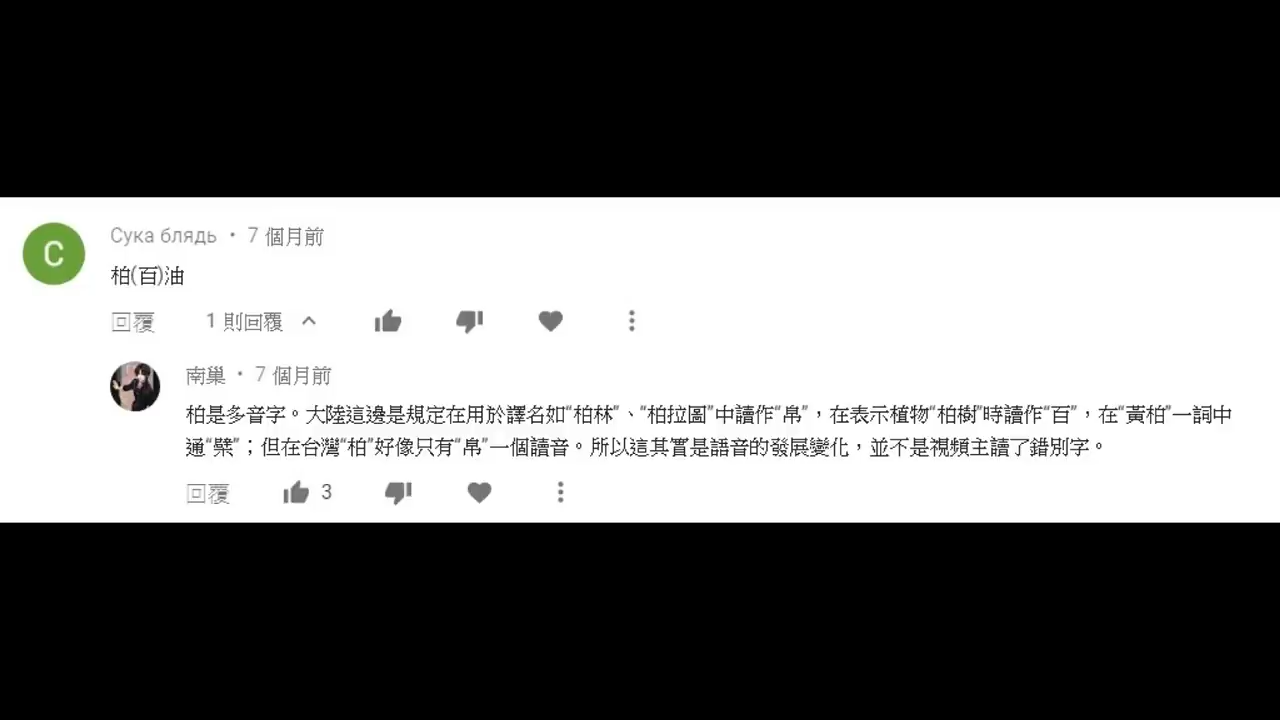 C
Сука блядь • 7 個月前
柏(百)油
回覆 1 則回覆
南巢 • 7 個月前
柏是多音字。大陸這邊是規定在用於譯名如“柏林”、“柏拉圖”中讀作“帛”，在表示植物“柏樹”時讀作“百”，在“黃柏”一詞中
通“檗”；但在台灣“柏”好像只有“帛”一個讀音。所以這其實是語音的發展變化，並不是視頻主讀了錯別字。
回覆 3